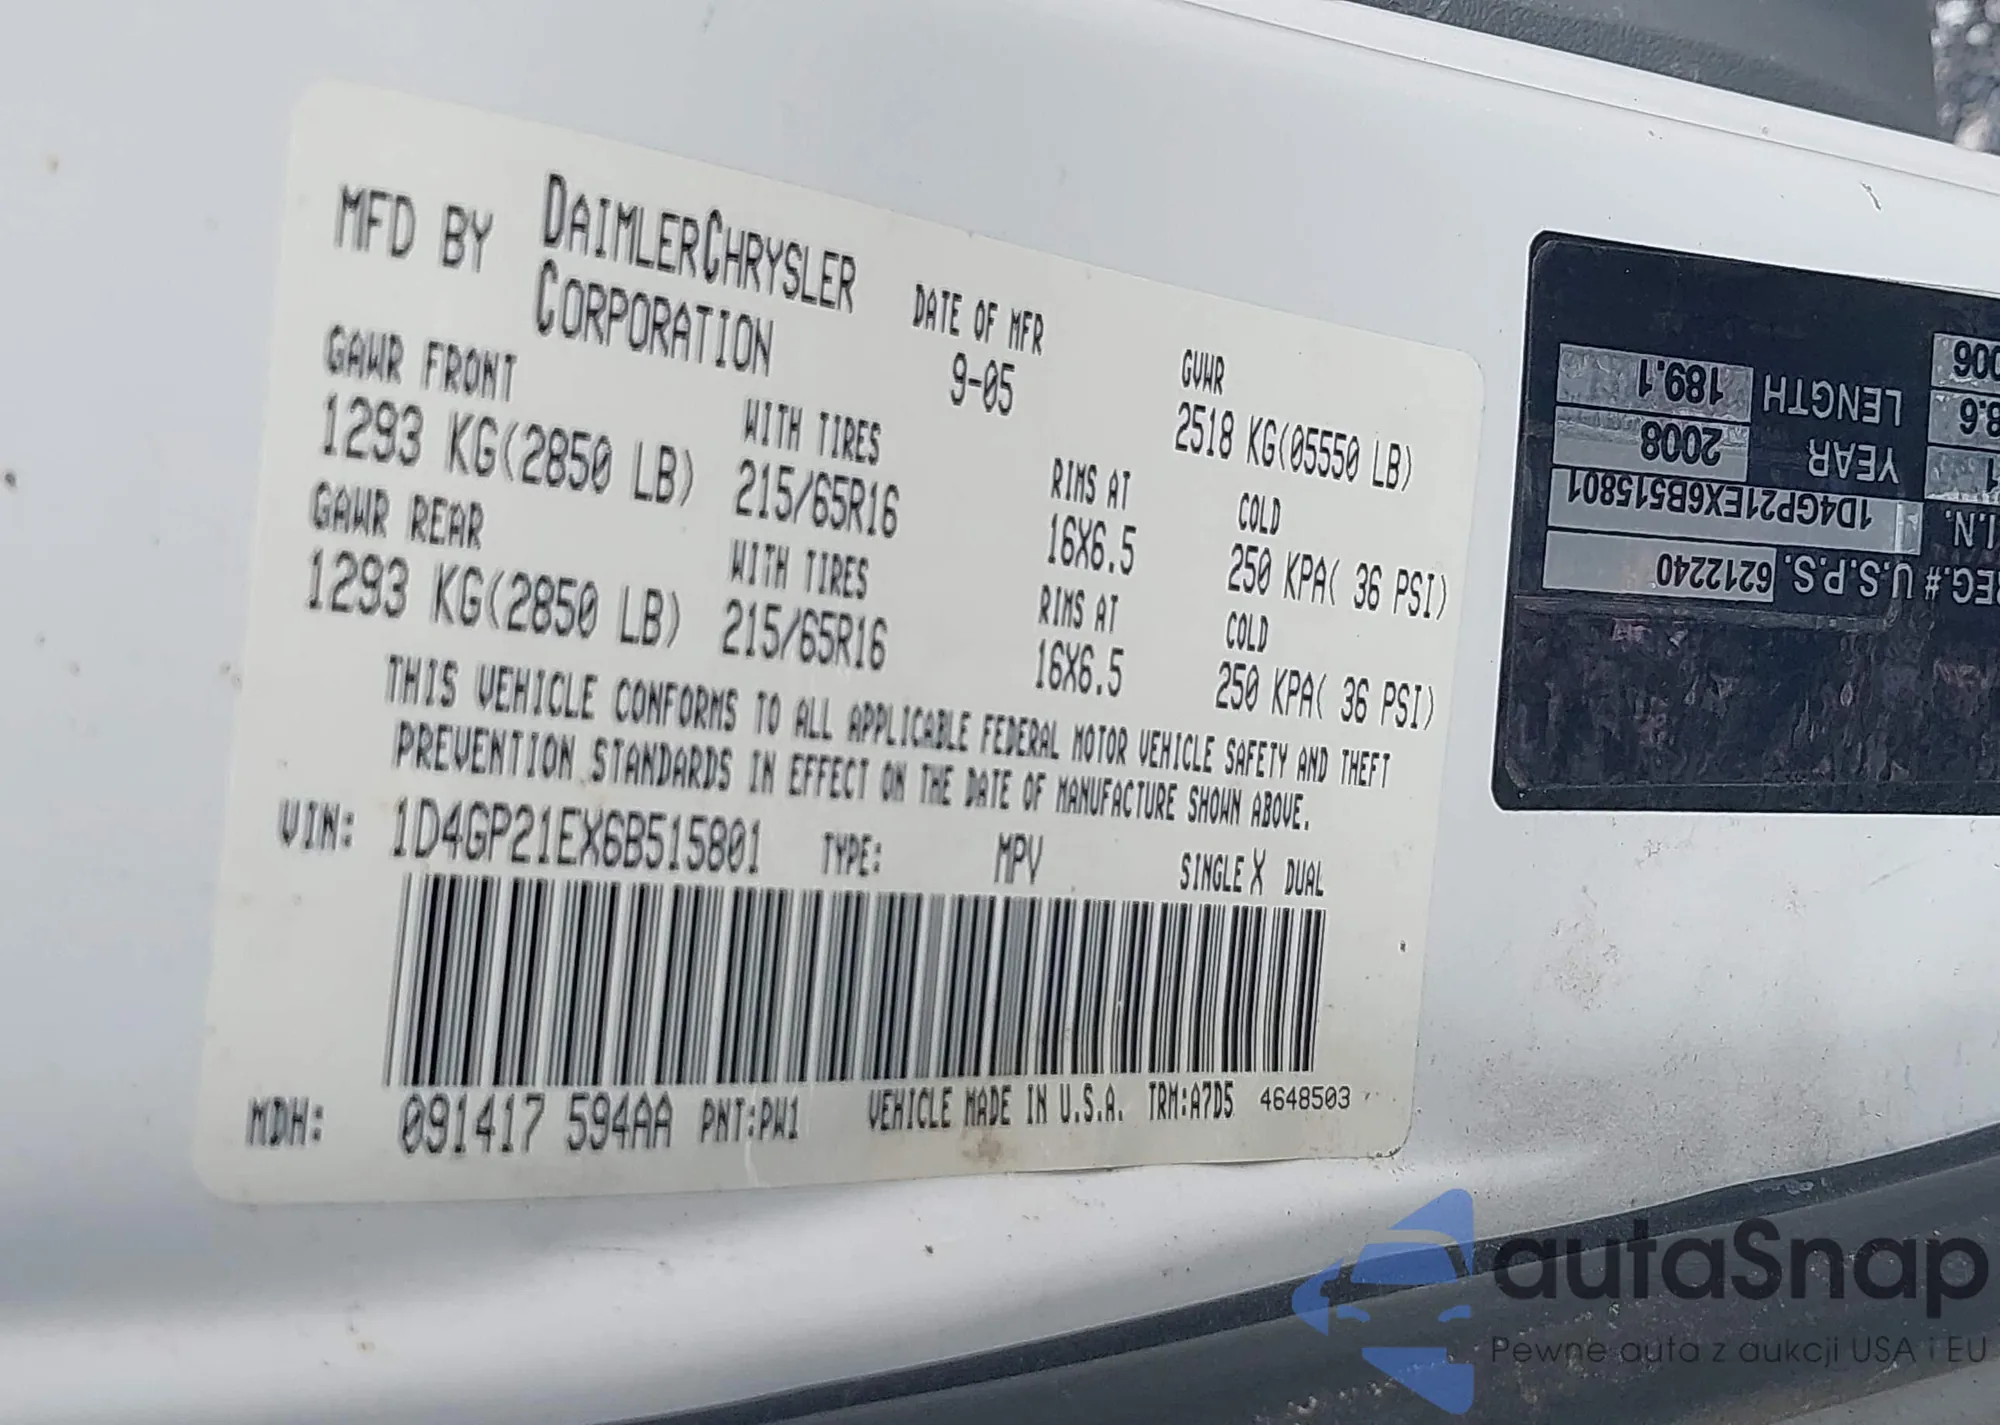 MFD BY DAIMLERCHRYSLER CORPORATION
DATE OF MFR 9-05
GVWR 2518 KG(05550 LB)
GAWR FRONT WITH TIRES RIMS AT COLD
1293 KG(2850 LB) 215/65R16 16X6.5 250 KPA( 36 PSI)
GAWR REAR WITH TIRES RIMS AT COLD
1293 KG(2850 LB) 215/65R16 16X6.5 250 KPA( 36 PSI)
THIS VEHICLE CONFORMS TO ALL APPLICABLE FEDERAL MOTOR VEHICLE SAFETY AND THEFT
PREVENTION STANDARDS IN EFFECT ON THE DATE OF MANUFACTURE SHOWN ABOVE.
VIN: 1D4GP21EX6B515801 TYPE: MPV SINGLE X DUAL
MDH: 091417 594AA PNT:PW1 VEHICLE MADE IN U.S.A. TRM:A7D5 4648503
U.S.P.S. 6212240
1D4GP21EX6B515801
YEAR 2008
LENGTH 189.1
autaSnap
Pewne auta z aukcji USA i EU